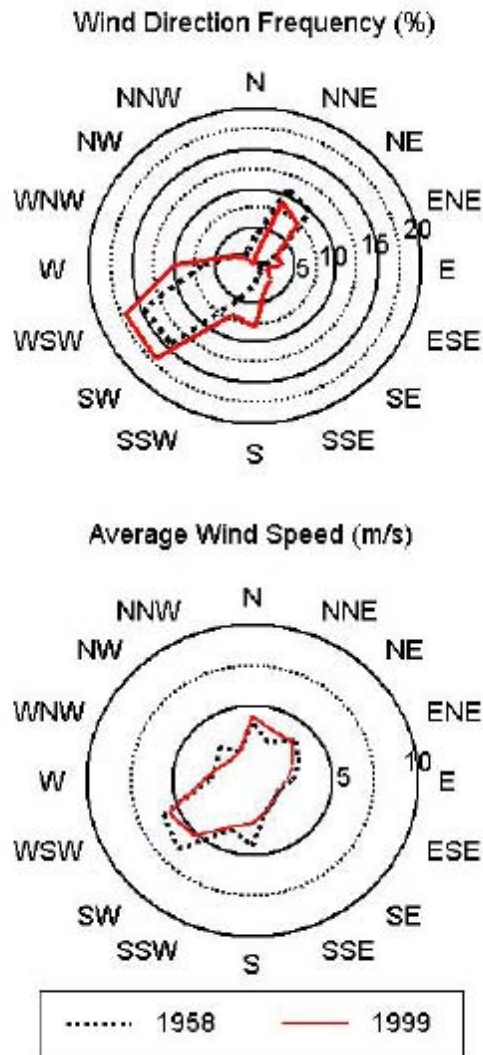 Wind Direction Frequency (%)
N
NNW NNE
NW NE
WNW ENE
20
15
10
5
W E
WSW ESE
SW SE
SSW SSE
S
Average Wind Speed (m/s)
N
NNW NNE
NW NE
WNW ENE
10
5
W E
WSW ESE
SW SE
SSW SSE
S
1958 1999